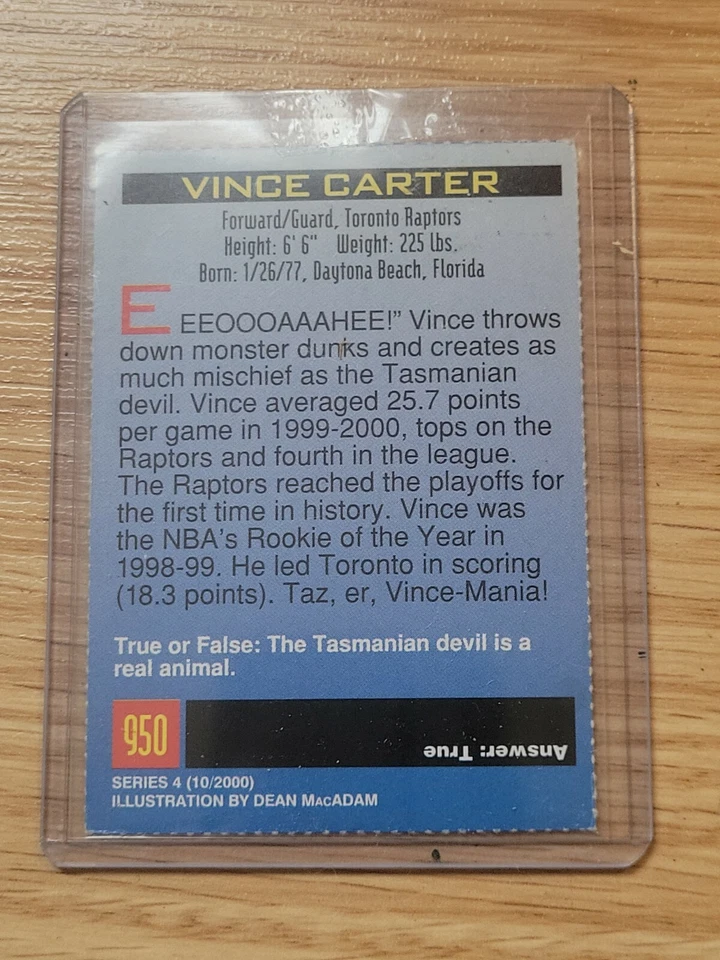 VINCE CARTER
Forward/Guard, Toronto Raptors
Height: 6' 6" Weight: 225 lbs.
Born: 1/26/77, Daytona Beach, Florida
E EEOOOAAAHEE!” Vince throws
down monster dunks and creates as
much mischief as the Tasmanian
devil. Vince averaged 25.7 points
per game in 1999-2000, tops on the
Raptors and fourth in the league.
The Raptors reached the playoffs for
the first time in history. Vince was
the NBA’s Rookie of the Year in
1998-99. He led Toronto in scoring
(18.3 points). Taz, er, Vince-Mania!
True or False: The Tasmanian devil is a
real animal.
950
Answer: True
SERIES 4 (10/2000)
ILLUSTRATION BY DEAN MACADAM